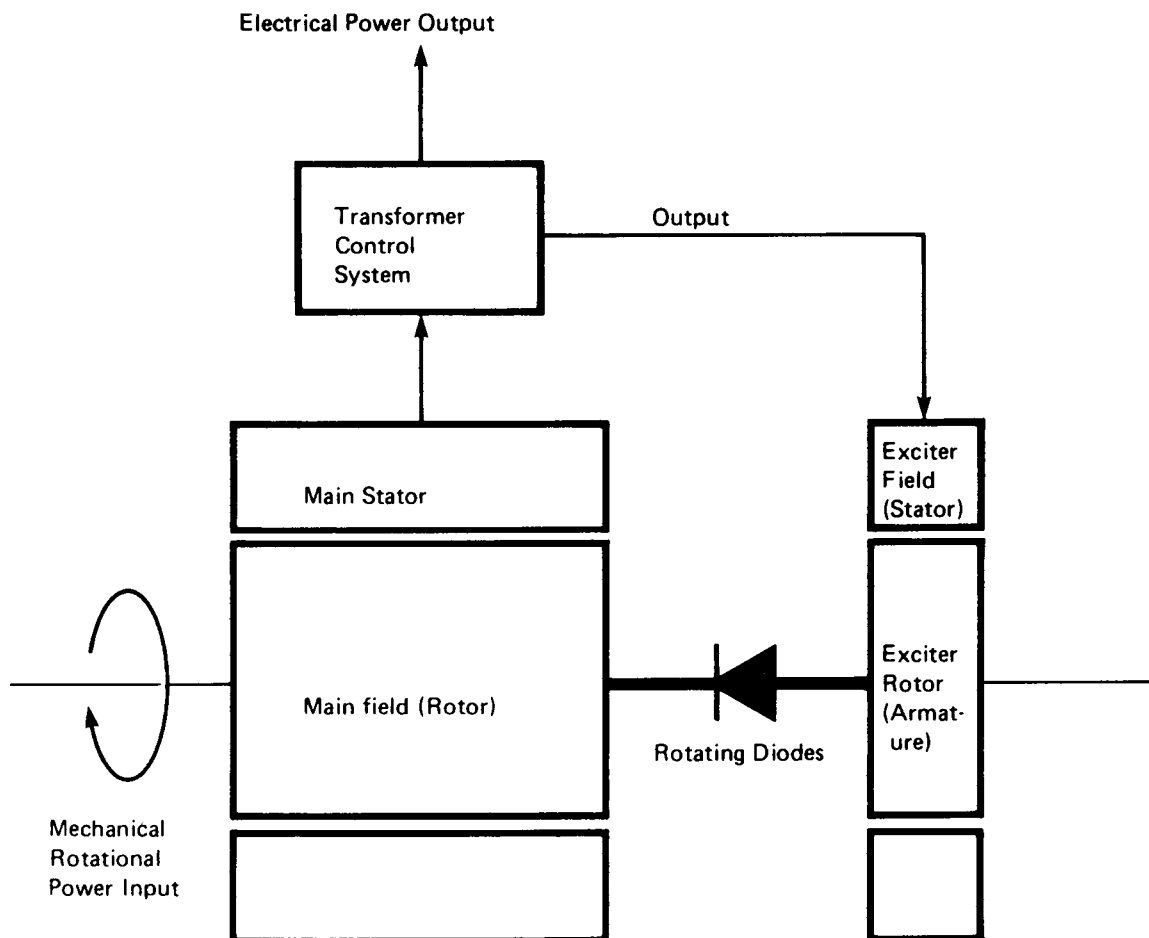 Electrical Power Output
Transformer
Control
System
Output
Main Stator
Exciter
Field
(Stator)
Main field (Rotor)
Exciter
Rotor
(Armat-
ure)
Rotating Diodes
Mechanical
Rotational
Power Input